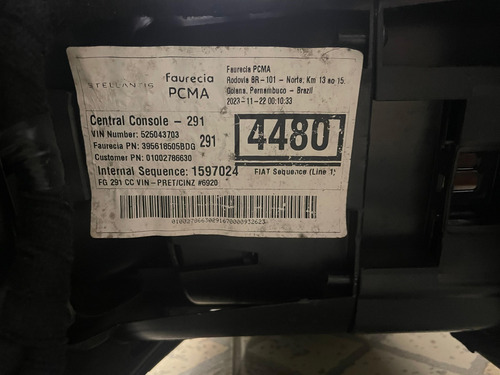 STELLANTIS
Faurecia
PCMA
Faurecia PCMA
Rodovia BR-101 - Norte, Km 13 ao 15.
Goiana, Pernambuco - Brazil
2023-11-22 00:10:33
Central Console - 291
VIN Number: 526043703
Faurecia PN: 395618505BDG
291
Customer PN: 01002786630
4480
Internal Sequence: 1597024
FIAT Sequence (Line 1)
FG 291 CC VIN - PRET/CINZ #6920